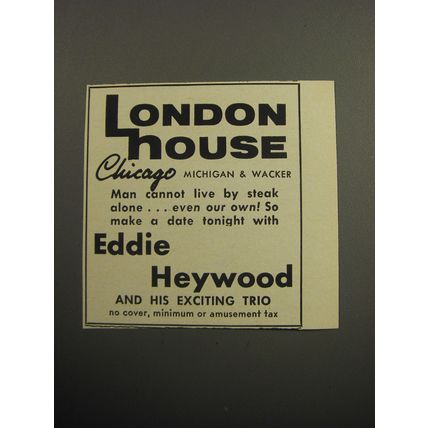 LONDON
hOUSE
Chicago MICHIGAN & WACKER
Man cannot live by steak
alone . . . even our own! So
make a date tonight with
Eddie
Heywood
AND HIS EXCITING TRIO
no cover, minimum or amusement tax